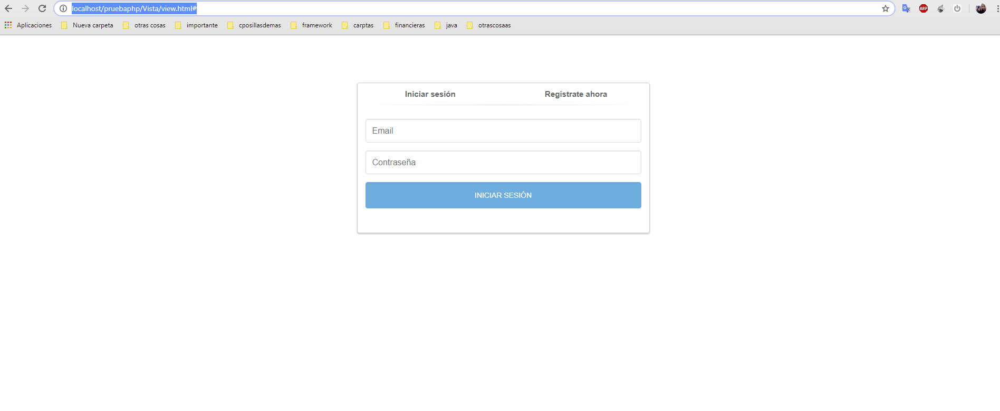 localhost/pruebaphp/Vista/view.html#
Aplicaciones Nueva carpeta otras cosas importante cposillasdemas framework carptas financieras java otrascosaas
Iniciar sesión Regístrate ahora
Email
Contraseña
INICIAR SESIÓN